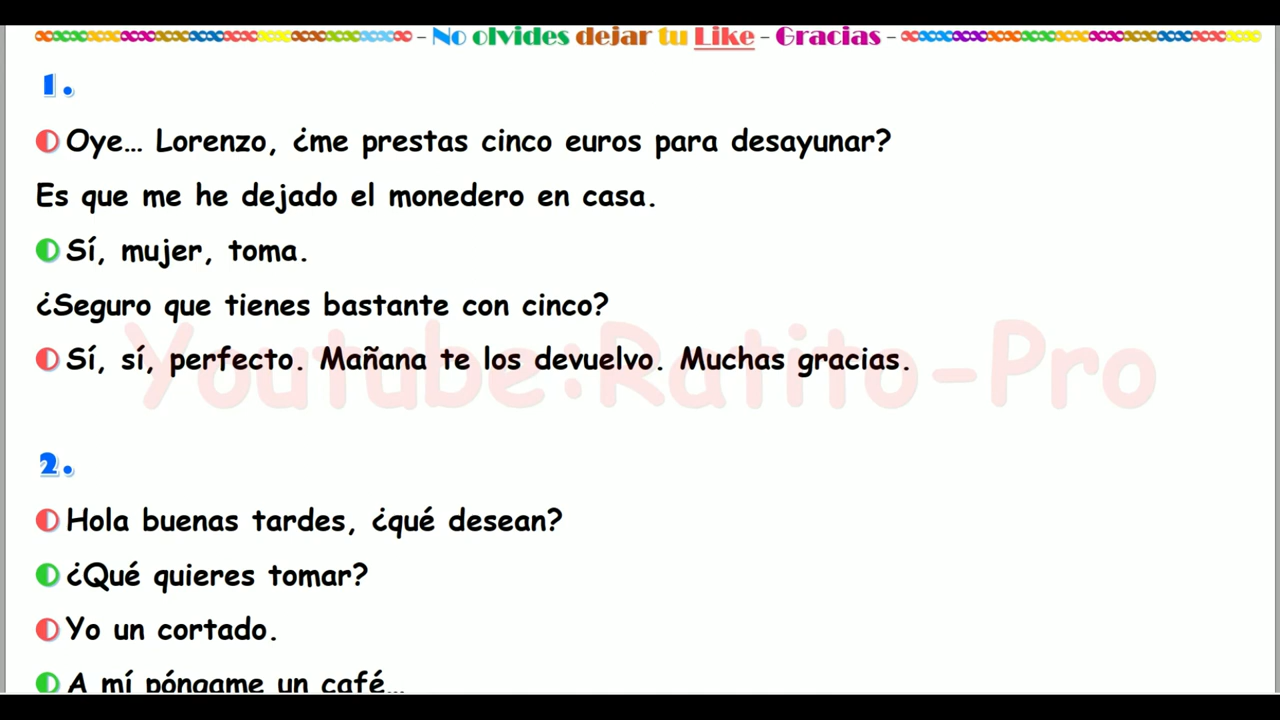 - No olvides dejar tu Like - Gracias -
1.
Oye... Lorenzo, ¿me prestas cinco euros para desayunar?
Es que me he dejado el monedero en casa.
Sí, mujer, toma.
¿Seguro que tienes bastante con cinco?
Sí, sí, perfecto. Mañana te los devuelvo. Muchas gracias.
Youtube:Ratito-Pro
2.
Hola buenas tardes, ¿qué desean?
¿Qué quieres tomar?
Yo un cortado.
A mí póngame un café...